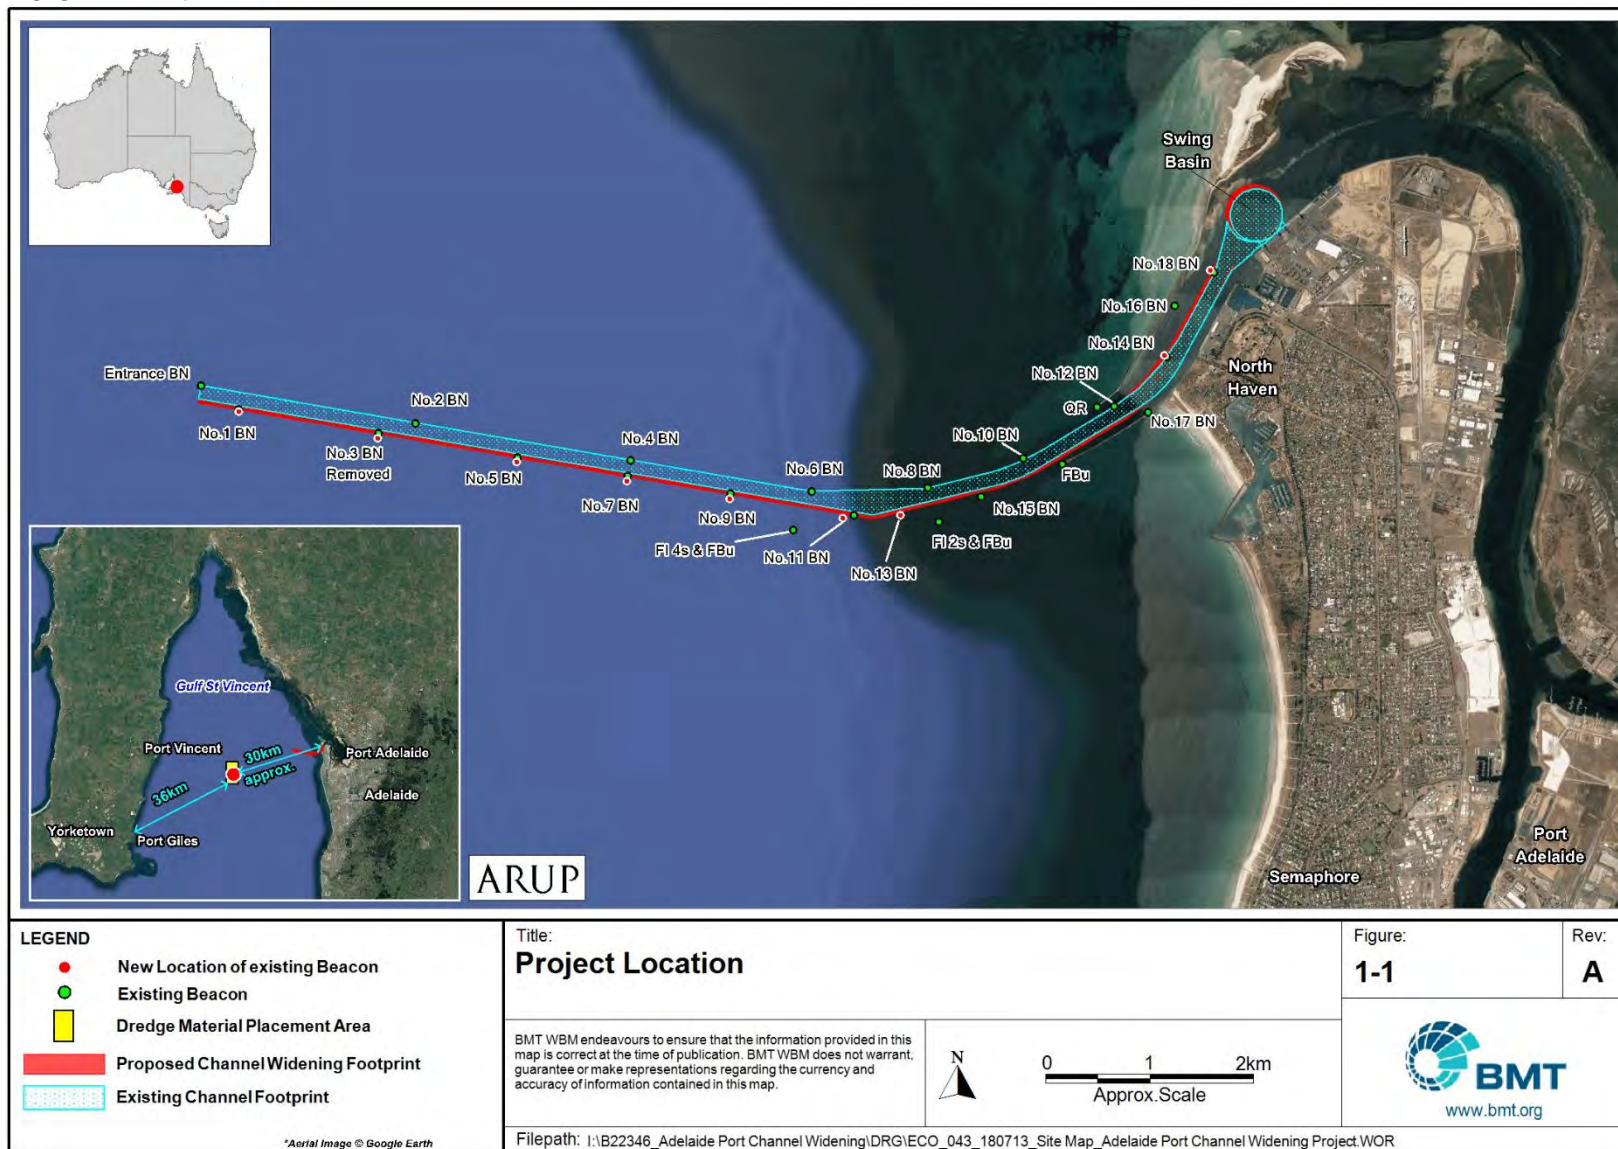 Swing
Basin
No.18 BN
No.16 BN
No.14 BN
North
Haven
No.12 BN
QR
No.17 BN
Entrance BN
No.2 BN
No.1 BN
No.3 BN
Removed
No.4 BN
No.5 BN
No.6 BN
No.7 BN
No.8 BN
No.10 BN
FBu
No.9 BN
No.15 BN
Fl 4s & FBu
No.11 BN
Fl 2s & FBu
No.13 BN
Port
Adelaide
Semaphore
Gulf St Vincent
Port Vincent
30km
approx.
Port Adelaide
36km
Adelaide
Yorketown
Port Giles
ARUP
LEGEND
New Location of existing Beacon
Existing Beacon
Dredge Material Placement Area
Proposed Channel Widening Footprint
Existing Channel Footprint
*Aerial Image © Google Earth
Title:
Project Location
BMT WBM endeavours to ensure that the information provided in this
map is correct at the time of publication. BMT WBM does not warrant,
guarantee or make representations regarding the currency and
accuracy of information contained in this map.
N
0 1 2km
Approx.Scale
Figure:
1-1
Rev:
A
BMT
www.bmt.org
Filepath: I:\B22346_Adelaide Port Channel Widening\DRG\ECO_043_180713_Site Map_Adelaide Port Channel Widening Project.WOR